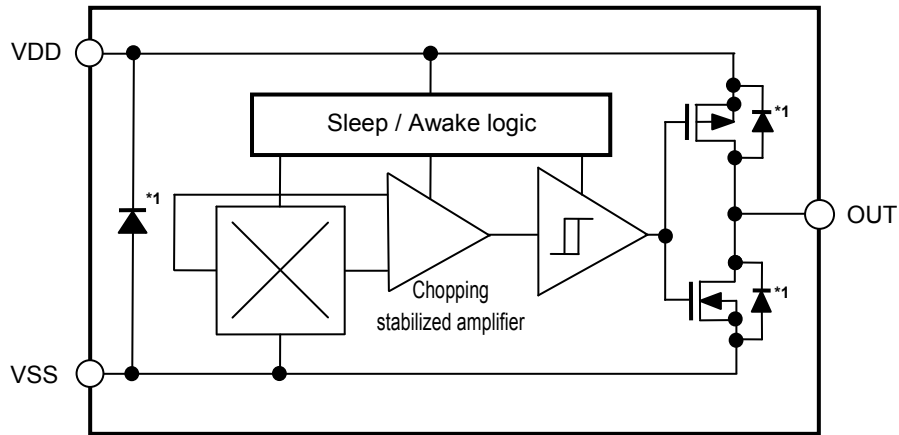 VDD
Sleep / Awake logic
*1
*1
OUT
Chopping
stabilized amplifier
*1
VSS